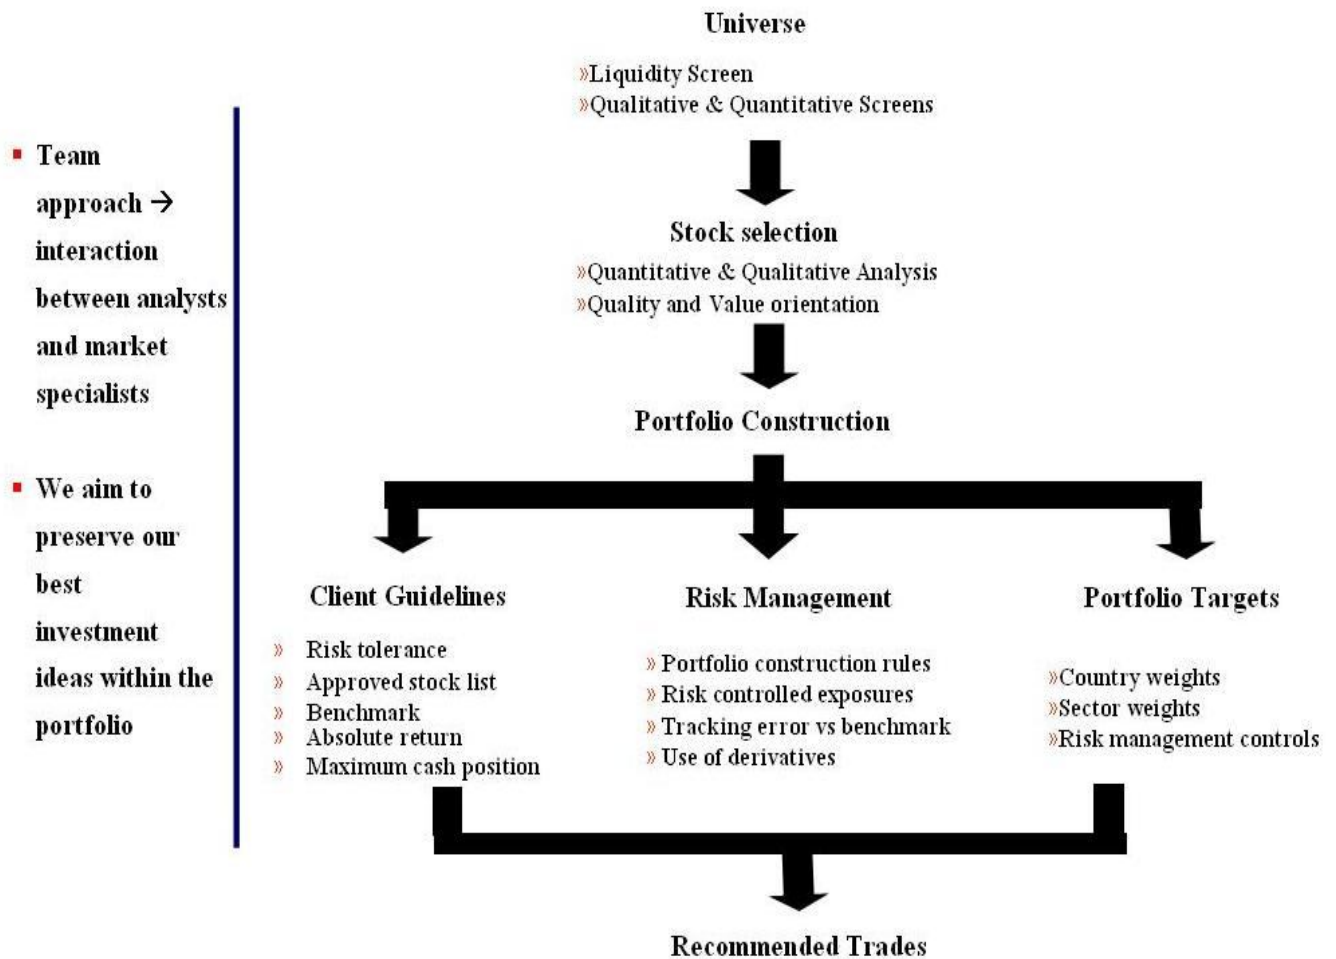 Universe
»Liquidity Screen
»Qualitative & Quantitative Screens
▪ Team
approach →
interaction
between analysts
and market
specialists
▪ We aim to
preserve our
best
investment
ideas within the
portfolio
Stock selection
»Quantitative & Qualitative Analysis
»Quality and Value orientation
Portfolio Construction
Client Guidelines
» Risk tolerance
» Approved stock list
» Benchmark
» Absolute return
» Maximum cash position
Risk Management
» Portfolio construction rules
» Risk controlled exposures
» Tracking error vs benchmark
» Use of derivatives
Portfolio Targets
»Country weights
»Sector weights
»Risk management controls
Recommended Trades